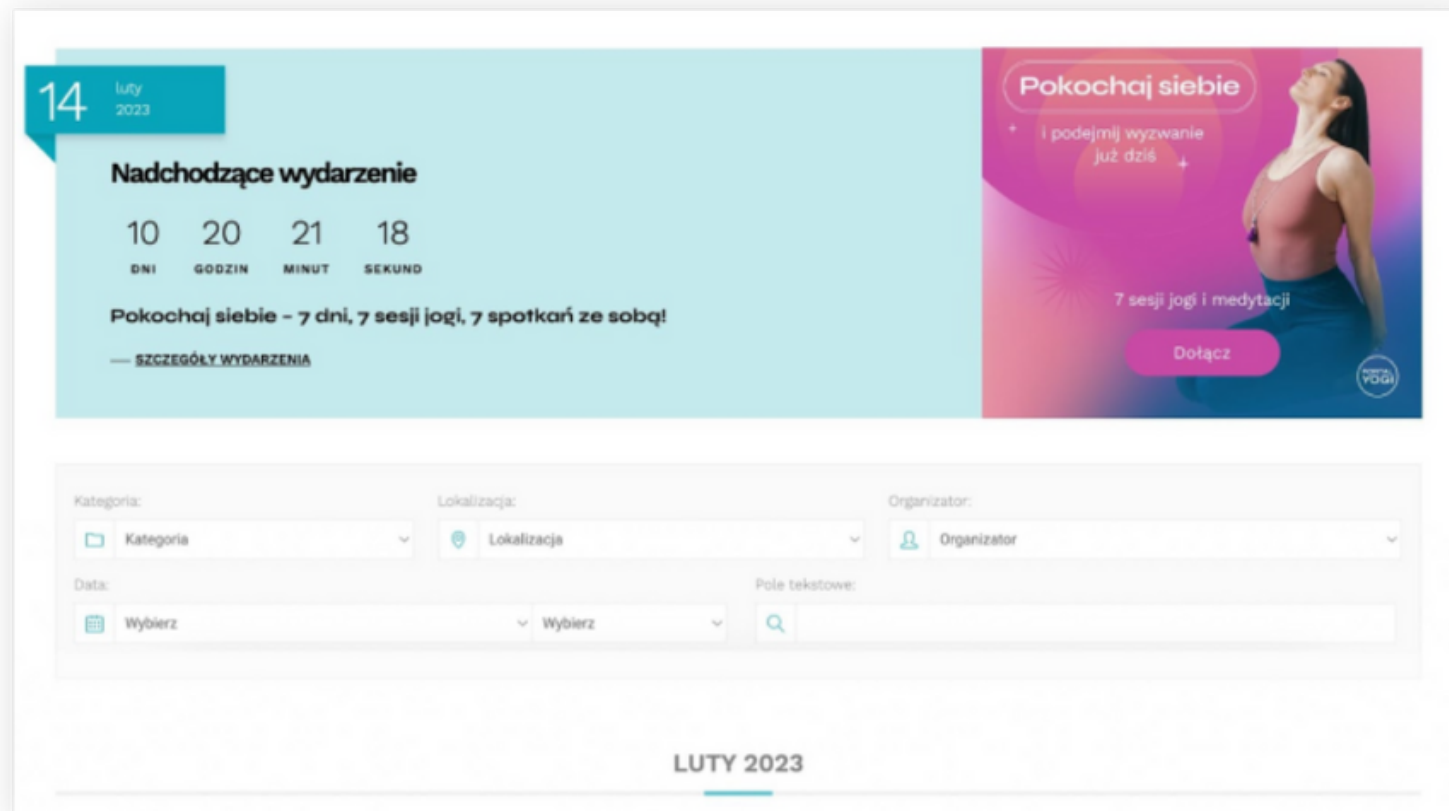 14
luty
2023
Nadchodzące wydarzenie
10 20 21 18
DNI GODZIN MINUT SEKUND
Pokochaj siebie – 7 dni, 7 sesji jogi, 7 spotkań ze sobą!
SZCZEGÓŁY WYDARZENIA
Pokochaj siebie
i podejmij wyzwanie
już dziś
7 sesji jogi i medytacji
Dołącz
PORTAL
YOGI
Kategoria: Lokalizacja: Organizator:
Kategoria Lokalizacja Organizator
Data: Pole tekstowe:
Wybierz Wybierz
LUTY 2023